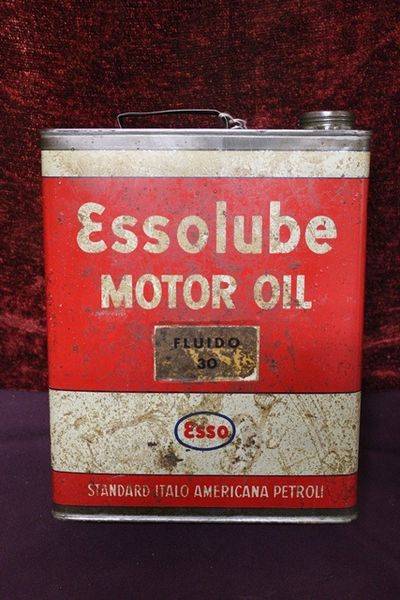 Essolube
MOTOR OIL
FLUIDO
30
Esso
STANDARD ITALO AMERICANA PETROLI